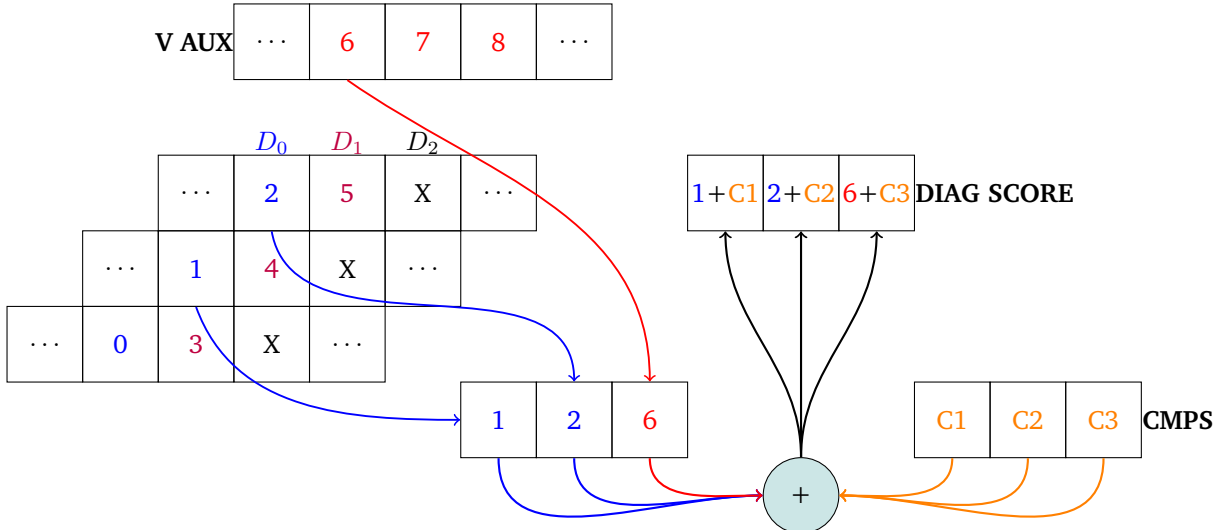 V AUX ··· 6 7 8 ···
D₀ D₁ D₂
··· 2 5 X ···
1+C1 2+C2 6+C3 DIAG SCORE
··· 1 4 X ···
··· 0 3 X ···
1 2 6
C1 C2 C3 CMPS
+